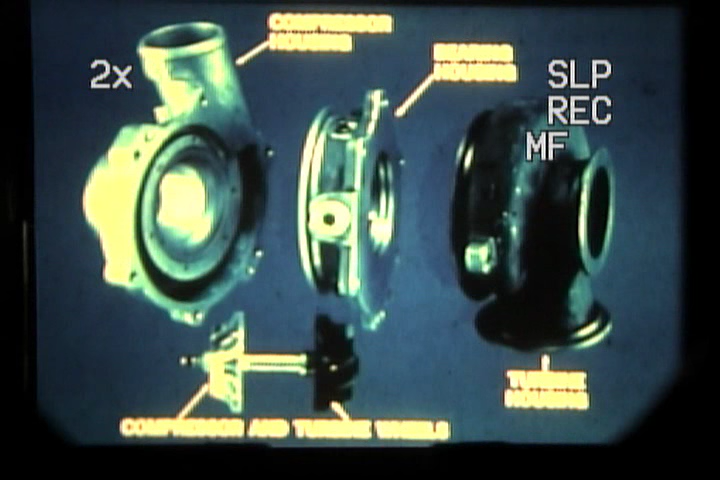 COMPRESSOR
HOUSING
BEARING
HOUSING
2x
SLP
REC
MF
TURBINE
HOUSING
COMPRESSOR AND TURBINE WHEELS